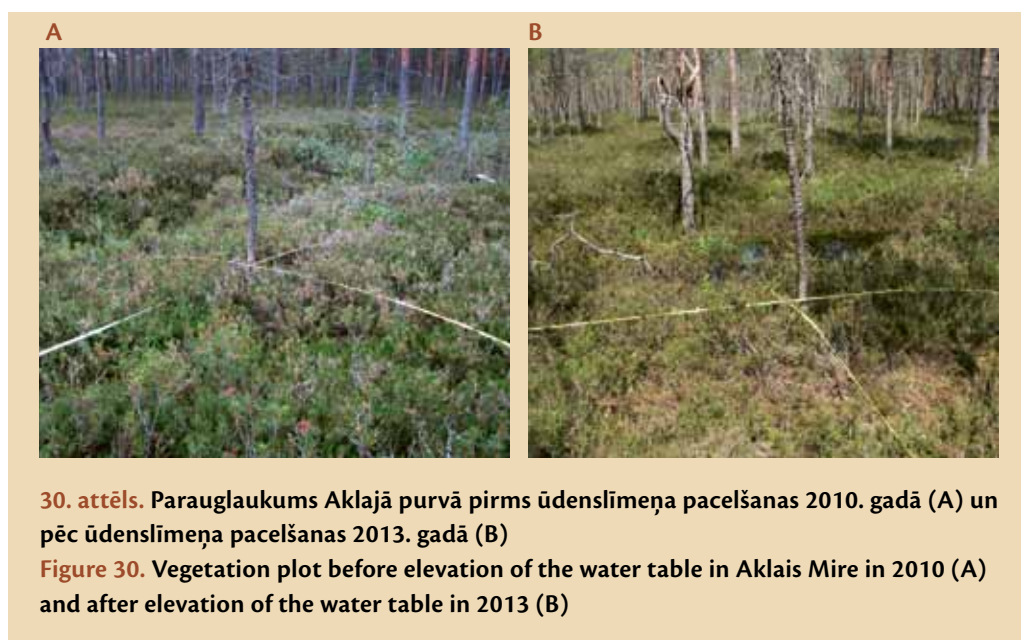 A
B
30. attēls. Parauglaukums Aklajā purvā pirms ūdenslīmeņa pacelšanas 2010. gadā (A) un
pēc ūdenslīmeņa pacelšanas 2013. gadā (B)
Figure 30. Vegetation plot before elevation of the water table in Aklais Mire in 2010 (A)
and after elevation of the water table in 2013 (B)